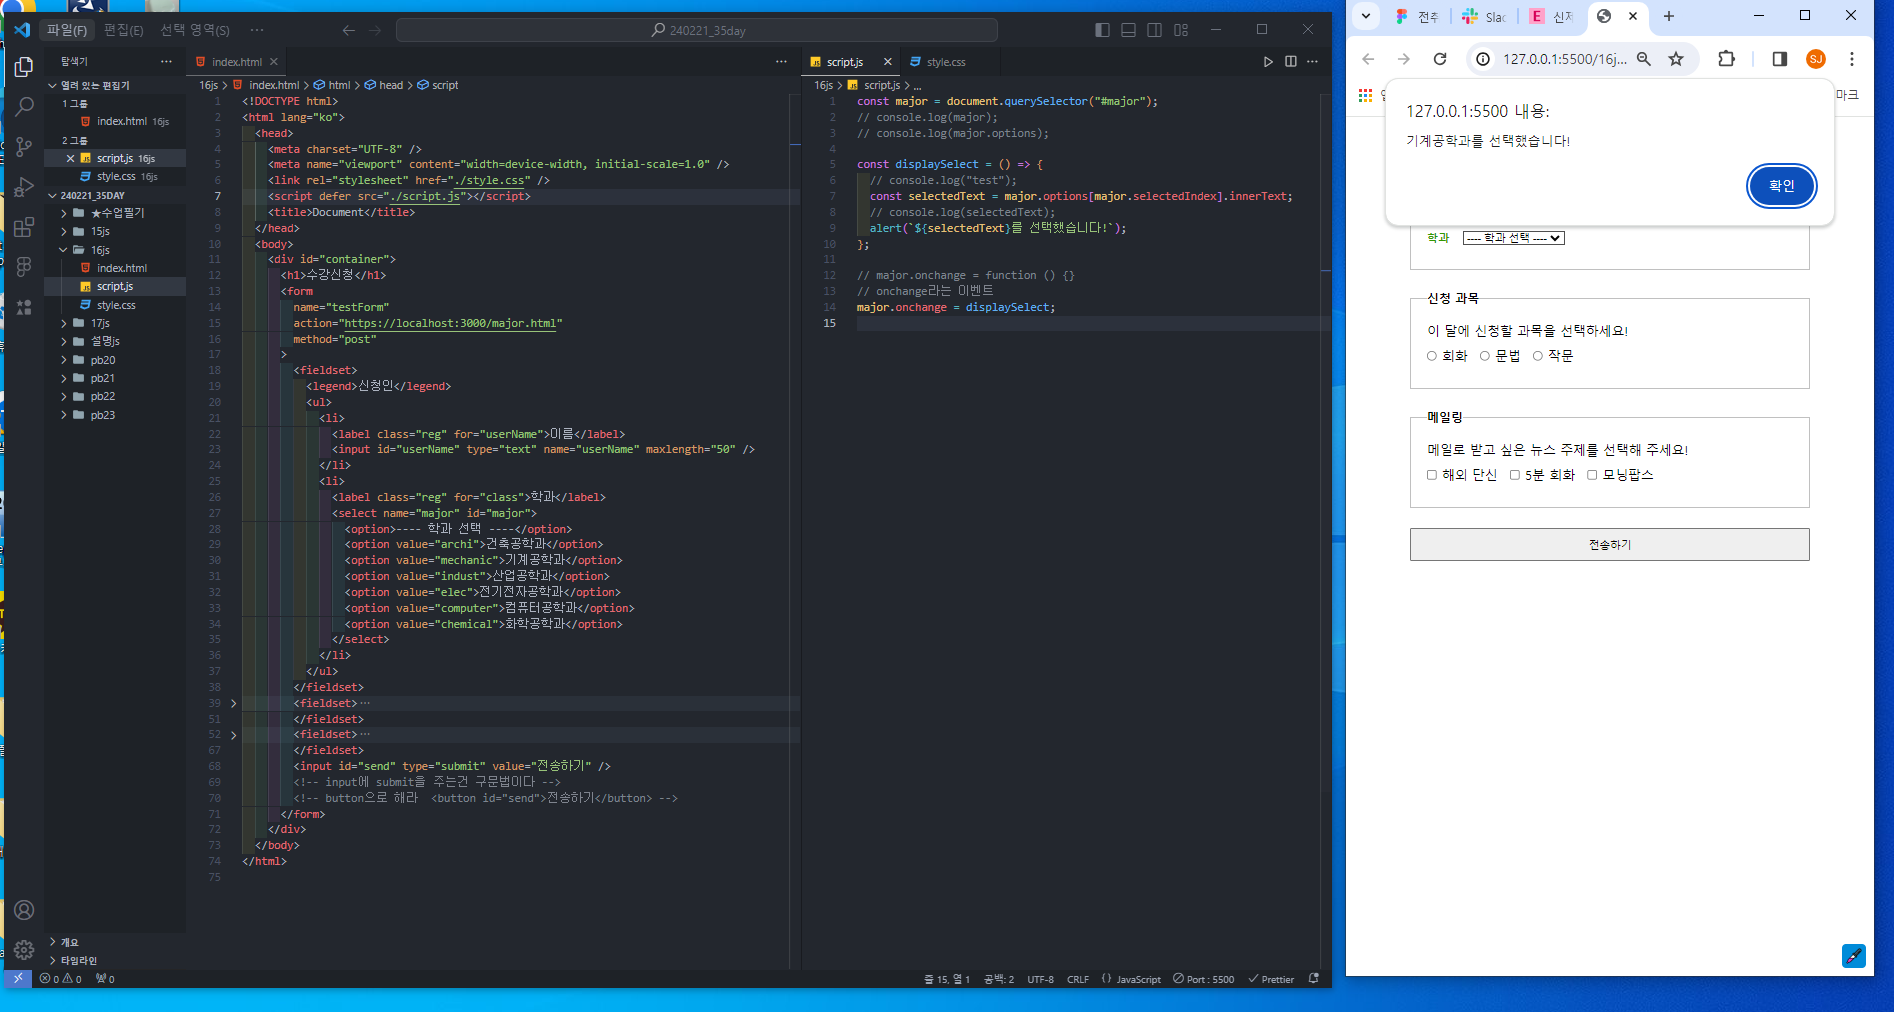 파일(F) 편집(E) 선택 영역(S) ··· 240221_35day
탐색기 ···
열려 있는 편집기
1 그룹
index.html 16js
2 그룹
script.js 16js
style.css 16js
240221_35DAY
★수업필기
15js
16js
index.html
script.js
style.css
17js
설명js
pb20
pb21
pb22
pb23
개요
타임라인
index.html
16js > index.html > html > head > script
1 <!DOCTYPE html>
2 <html lang="ko">
3 <head>
4 <meta charset="UTF-8" />
5 <meta name="viewport" content="width=device-width, initial-scale=1.0" />
6 <link rel="stylesheet" href="./style.css" />
7 <script defer src="./script.js"></script>
8 <title>Document</title>
9 </head>
10 <body>
11 <div id="container">
12 <h1>수강신청</h1>
13 <form
14 name="testForm"
15 action="https://localhost:3000/major.html"
16 method="post"
17 >
18 <fieldset>
19 <legend>신청인</legend>
20 <ul>
21 <li>
22 <label class="reg" for="userName">이름</label>
23 <input id="userName" type="text" name="userName" maxlength="50" />
24 </li>
25 <li>
26 <label class="reg" for="class">학과</label>
27 <select name="major" id="major">
28 <option>---- 학과 선택 ----</option>
29 <option value="archi">건축공학과</option>
30 <option value="mechanic">기계공학과</option>
31 <option value="indust">산업공학과</option>
32 <option value="elec">전기전자공학과</option>
33 <option value="computer">컴퓨터공학과</option>
34 <option value="chemical">화학공학과</option>
35 </select>
36 </li>
37 </ul>
38 </fieldset>
39 <fieldset>···
51 </fieldset>
52 <fieldset>···
67 </fieldset>
68 <input id="send" type="submit" value="전송하기" />
69 <!-- input에 submit을 주는건 구문법이다 -->
70 <!-- button으로 해라 <button id="send">전송하기</button> -->
71 </form>
72 </div>
73 </body>
74 </html>
75
script.js style.css
16js > script.js > ...
1 const major = document.querySelector("#major");
2 // console.log(major);
3 // console.log(major.options);
4
5 const displaySelect = () => {
6 // console.log("test");
7 const selectedText = major.options[major.selectedIndex].innerText;
8 // console.log(selectedText);
9 alert(`${selectedText}를 선택했습니다!`);
10 };
11
12 // major.onchange = function () {}
13 // onchange라는 이벤트
14 major.onchange = displaySelect;
15
0 0 0 줄 15, 열 1 공백: 2 UTF-8 CRLF {} JavaScript Port : 5500 Prettier
전추 Slac 신지
127.0.0.1:5500/16j... SJ
마크
127.0.0.1:5500 내용:
기계공학과를 선택했습니다!
확인
학과 ---- 학과 선택 ----
신청 과목
이 달에 신청할 과목을 선택하세요!
회화 문법 작문
메일링
메일로 받고 싶은 뉴스 주제를 선택해 주세요!
해외 단신 5분 회화 모닝팝스
전송하기